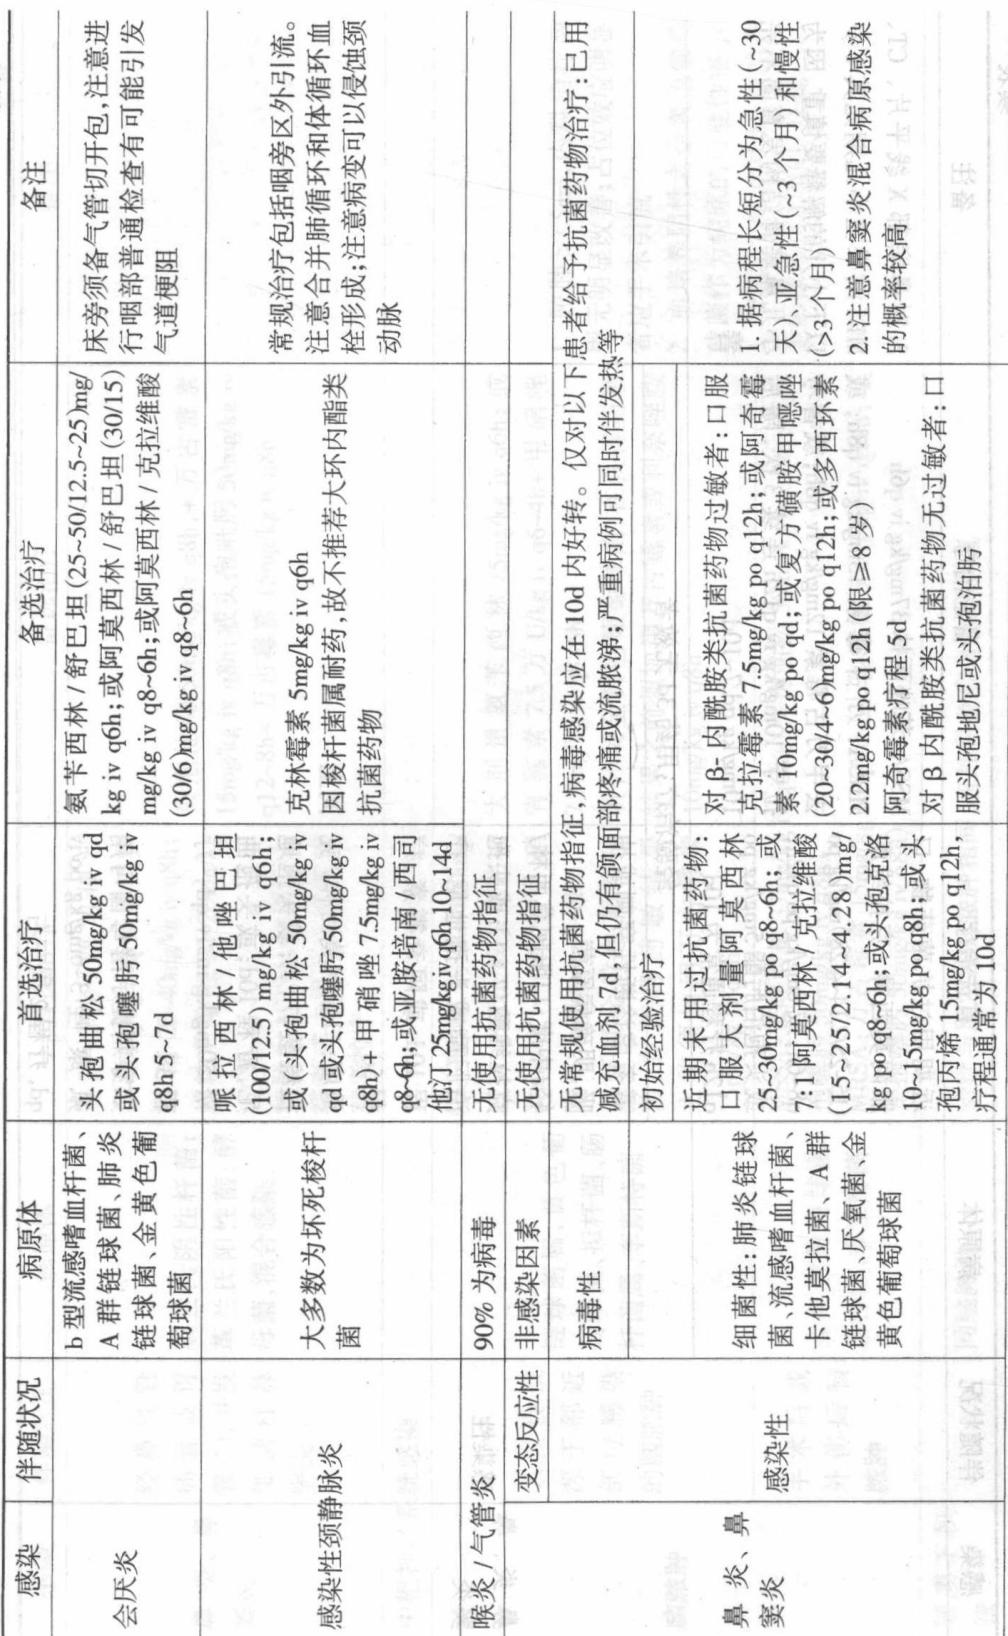 感染
伴随状况
病原体
首选治疗
备选治疗
备注
会厌炎
b 型流感嗜血杆菌、
A 群链球菌、肺炎
链球菌、金黄色葡
萄球菌
头孢曲松 50mg/kg iv qd
或头孢噻肟 50mg/kg iv
q8h 5~7d
氨苄西林/舒巴坦(25~50/12.5~25)mg/
kg iv q6h;或阿莫西林/舒巴坦(30/15)
mg/kg iv q8~6h;或阿莫西林/克拉维酸
(30/6)mg/kg iv q8~6h
床旁须备气管切开包,注意进
行咽部普通检查有可能引发
气道梗阻
感染性颈静脉炎
大多数为坏死梭杆
菌
哌拉西林/他唑巴坦
(100/12.5) mg/kg iv q6h;
或(头孢曲松 50mg/kg iv
qd 或头孢噻肟 50mg/kg iv
q8h)+甲硝唑 7.5mg/kg iv
q8~6h;或亚胺培南/西司
他汀 25mg/kg iv q6h 10~14d
克林霉素 5mg/kg iv q6h
因梭杆菌属耐药,故不推荐大环内酯类
抗菌药物
常规治疗包括咽旁区外引流。
注意合并肺循环和体循环血
栓形成;注意病变可以侵蚀颈
动脉
喉炎/气管炎
90% 为病毒
无使用抗菌药物指征
鼻炎、鼻
窦炎
变态反应性
非感染因素
无使用抗菌药物指征
感染性
病毒性
无常规使用抗菌药物指征,病毒感染应在 10d 内好转。仅对以下患者给予抗菌药物治疗:已用
减充血剂 7d,但仍有颌面部疼痛或流脓涕;严重病例可同时伴发热等
初始经验治疗
细菌性:肺炎链球
菌、流感嗜血杆菌、
卡他莫拉菌、A 群
链球菌、厌氧菌、金
黄色葡萄球菌
近期未用过抗菌药物:
口服大剂量阿莫西林
25~30mg/kg po q8~6h;或
7:1 阿莫西林/克拉维酸
(15~25/2.14~4.28)mg/
kg po q8~6h;或头孢克洛
10~15mg/kg po q8h;或头
孢丙烯 15mg/kg po q12h,
疗程通常为 10d
对 β- 内酰胺类抗菌药物过敏者:口服
克拉霉素 7.5mg/kg po q12h;或阿奇霉
素 10mg/kg po qd;或复方磺胺甲噁唑
(20~30/4~6)mg/kg po q12h;或多西环素
2.2mg/kg po q12h(限≥8 岁)
阿奇霉素疗程 5d
对 β 内酰胺类抗菌药物无过敏者:口
服头孢地尼或头孢泊肟
1. 据病程长短分为急性(~30
天)、亚急性(~3 个月)和慢性
(>3 个月)
2. 注意鼻窦炎混合病原感染
的概率较高